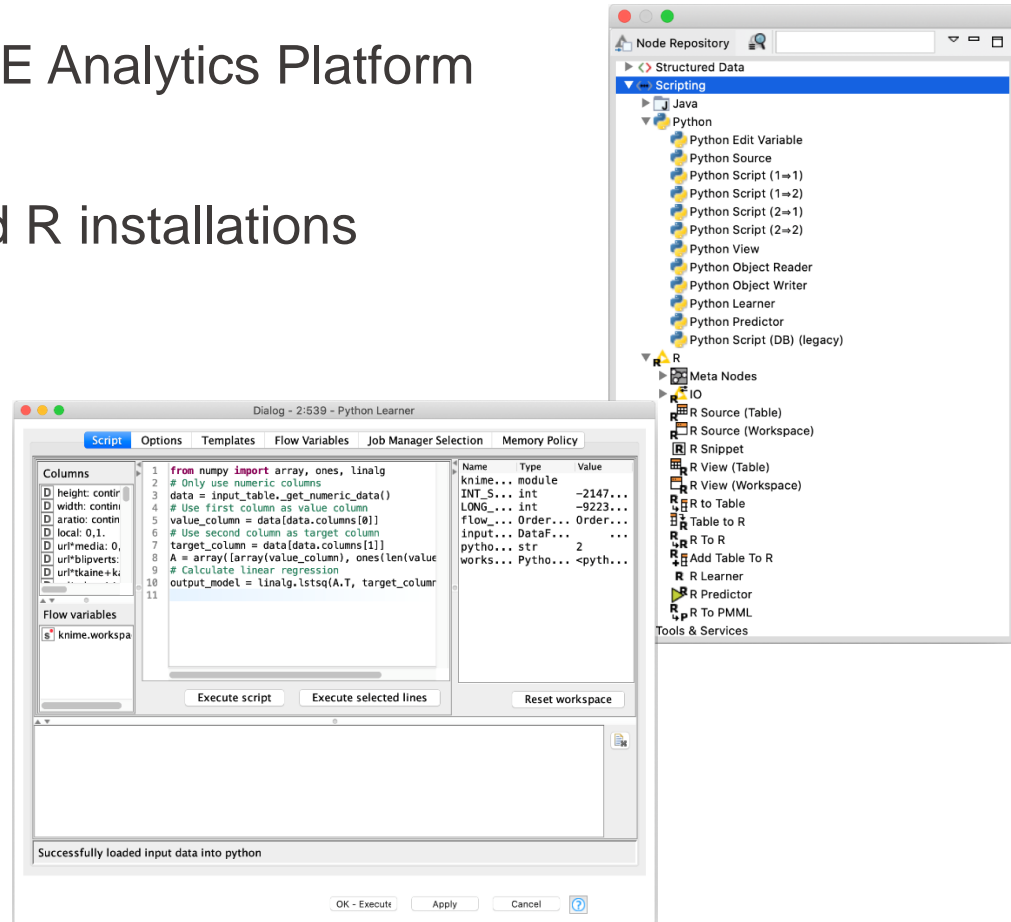 E Analytics Platform
d R installations
Node Repository
Structured Data
Scripting
Java
Python
Python Edit Variable
Python Source
Python Script (1⇒1)
Python Script (1⇒2)
Python Script (2⇒1)
Python Script (2⇒2)
Python View
Python Object Reader
Python Object Writer
Python Learner
Python Predictor
Python Script (DB) (legacy)
R
Meta Nodes
IO
R Source (Table)
R Source (Workspace)
R Snippet
R View (Table)
R View (Workspace)
R to Table
Table to R
R To R
Add Table To R
R Learner
R Predictor
R To PMML
Tools & Services
Dialog - 2:539 - Python Learner
Script Options Templates Flow Variables Job Manager Selection Memory Policy
Columns
D height: contir
D width: contin
D aratio: contin
D local: 0,1.
D url*media: 0,
D url*blipverts:
D url*tkaine+k
Flow variables
s knime.workspa
1 from numpy import array, ones, linalg
2 # Only use numeric columns
3 data = input_table._get_numeric_data()
4 # Use first column as value column
5 value_column = data[data.columns[0]]
6 # Use second column as target column
7 target_column = data[data.columns[1]]
8 A = array([array(value_column), ones(len(value
9 # Calculate linear regression
10 output_model = linalg.lstsq(A.T, target_column
11
Execute script Execute selected lines
Name Type Value
knime... module
INT_S... int -2147...
LONG_... int -9223...
flow_... Order... Order...
input... DataF... ...
pytho... str 2
works... Pytho... <pyth...
Reset workspace
Successfully loaded input data into python
OK - Execute Apply Cancel ?